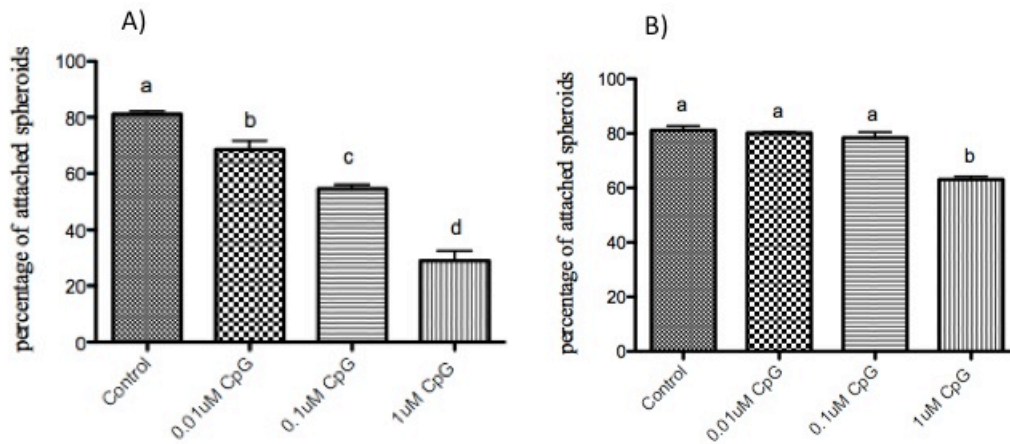 A)
percentage of attached spheroids
100
80
60
40
20
0
a
b
c
d
Control
0.01uM CpG
0.1uM CpG
1uM CpG
B)
percentage of attached spheroids
100
80
60
40
20
0
a
a
a
b
Control
0.01uM CpG
0.1uM CpG
1uM CpG